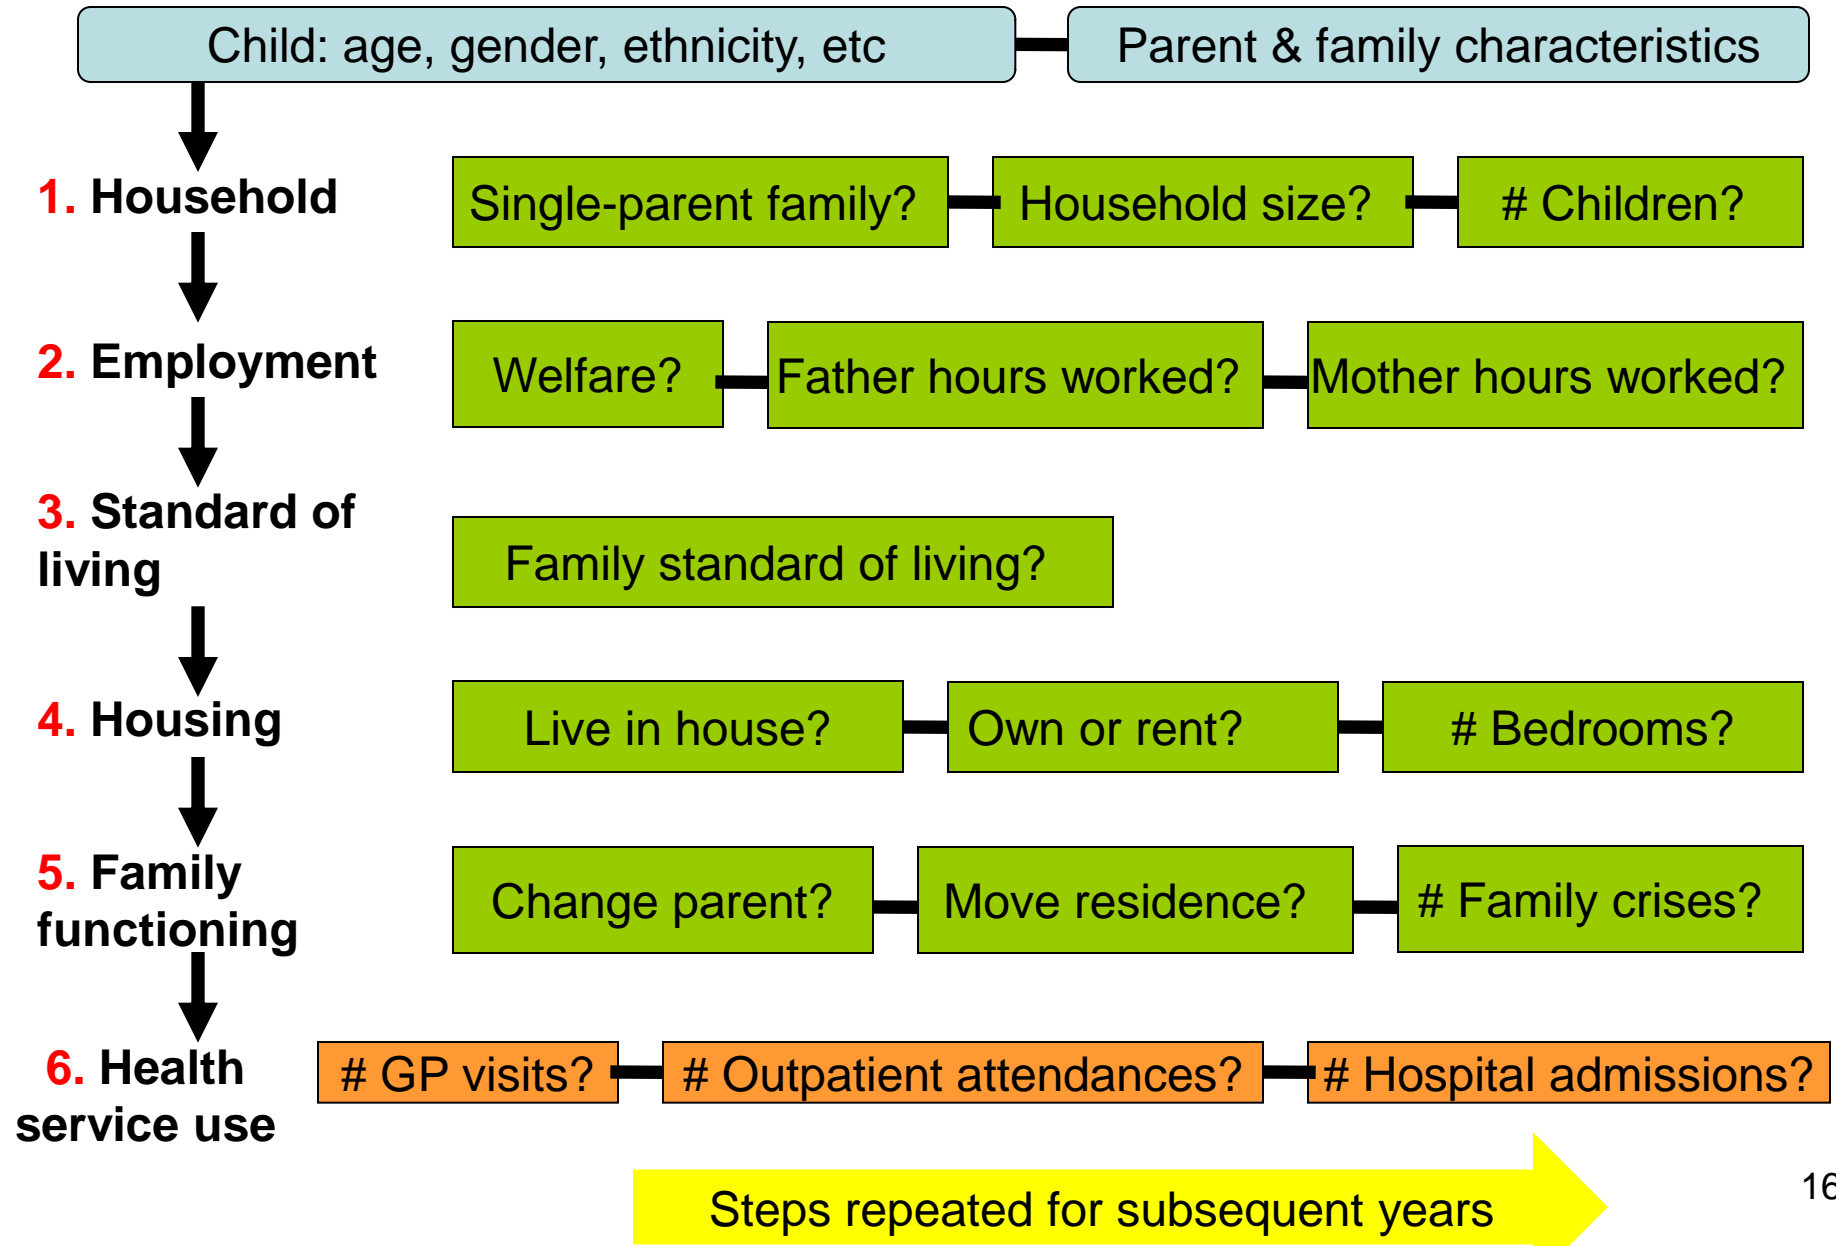 Child: age, gender, ethnicity, etc
Parent & family characteristics
1. Household
Single-parent family?
Household size?
# Children?
2. Employment
Welfare?
Father hours worked?
Mother hours worked?
3. Standard of
living
Family standard of living?
4. Housing
Live in house?
Own or rent?
# Bedrooms?
5. Family
functioning
Change parent?
Move residence?
# Family crises?
6. Health
service use
# GP visits?
# Outpatient attendances?
# Hospital admissions?
Steps repeated for subsequent years
16